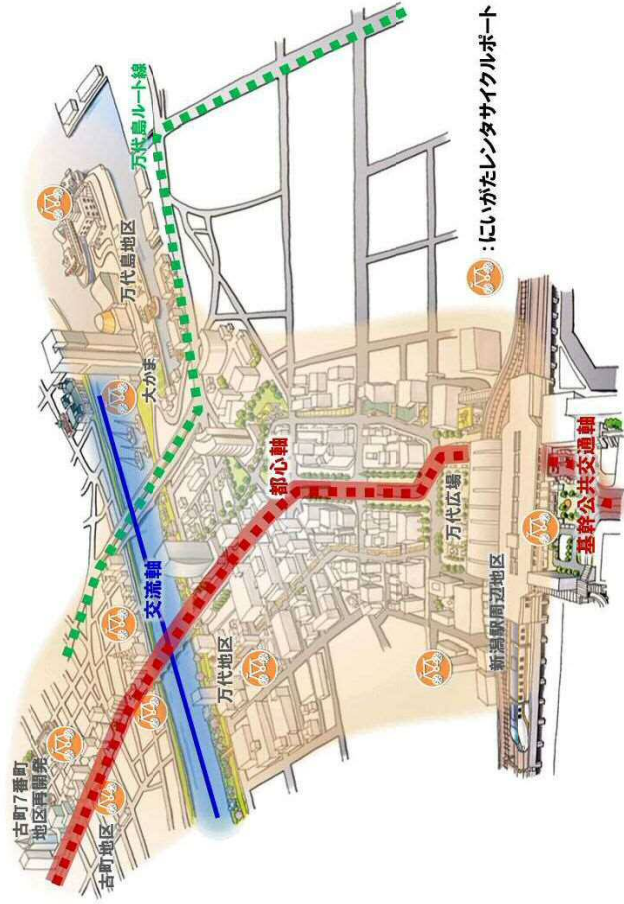 古町7番町
地区再開発
古町地区
交流軸
万代地区
都心軸
大かま
万代島地区
万代島ルート線
万代広場
新潟駅周辺地区
基幹公共交通軸
:にいがたレンタサイクルポート